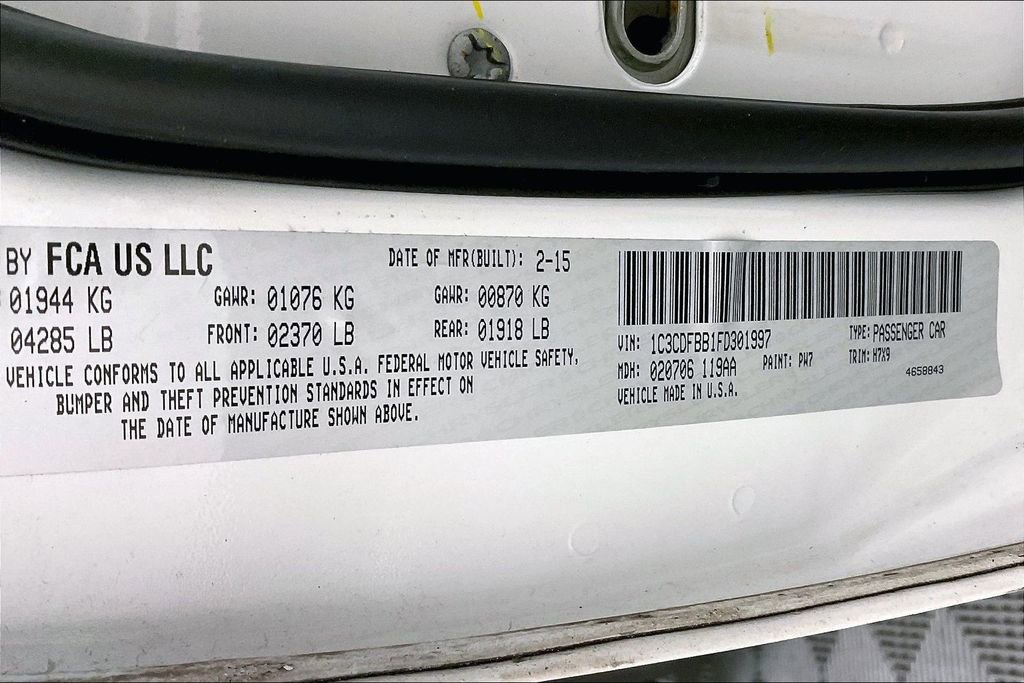 BY FCA US LLC DATE OF MFR(BUILT): 2-15
01944 KG GAWR: 01076 KG GAWR: 00870 KG
04285 LB FRONT: 02370 LB REAR: 01918 LB
VEHICLE CONFORMS TO ALL APPLICABLE U.S.A. FEDERAL MOTOR VEHICLE SAFETY,
BUMPER AND THEFT PREVENTION STANDARDS IN EFFECT ON
THE DATE OF MANUFACTURE SHOWN ABOVE.
VIN: 1C3CDFBB1FD301997 TYPE: PASSENGER CAR
MDH: 020706 119AA PAINT: PW7 TRIM: H7X9
VEHICLE MADE IN U.S.A. 4658843